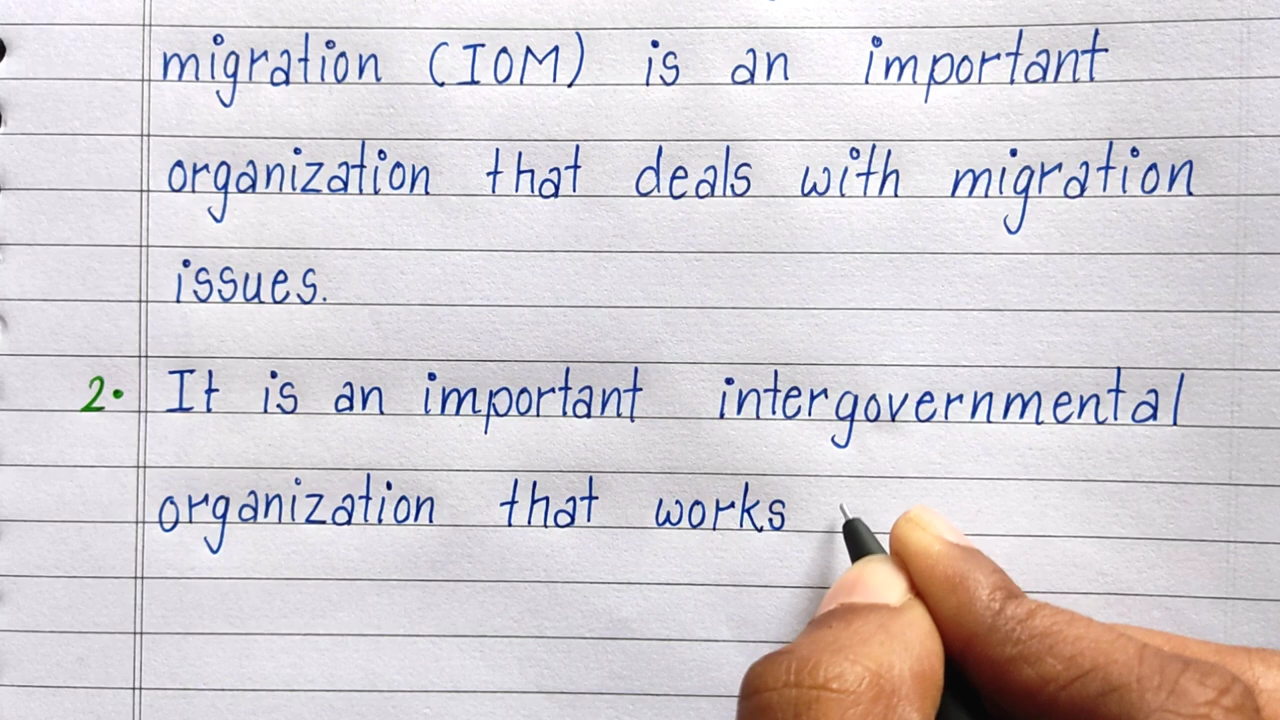 migration (IOM) is an important
organization that deals with migration
issues.
2. It is an important intergovernmental
organization that works